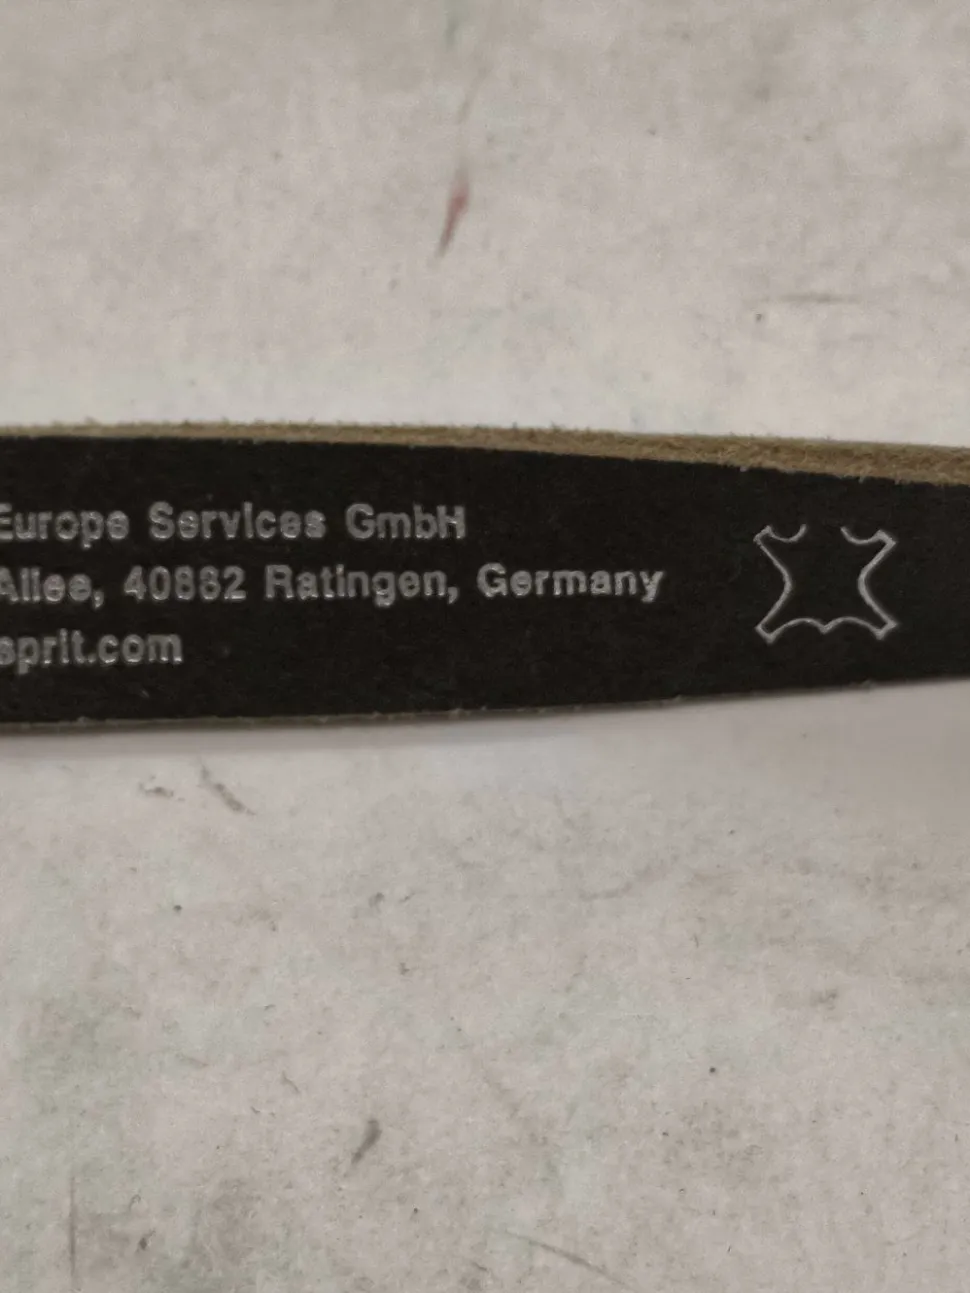 Europe Services GmbH
Allee, 40882 Ratingen, Germany
sprit.com